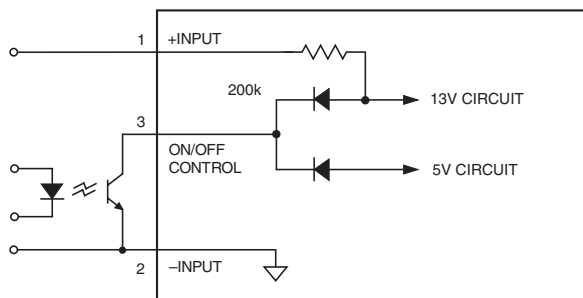 1
+INPUT
200k
13V CIRCUIT
3
ON/OFF
CONTROL
5V CIRCUIT
2
–INPUT